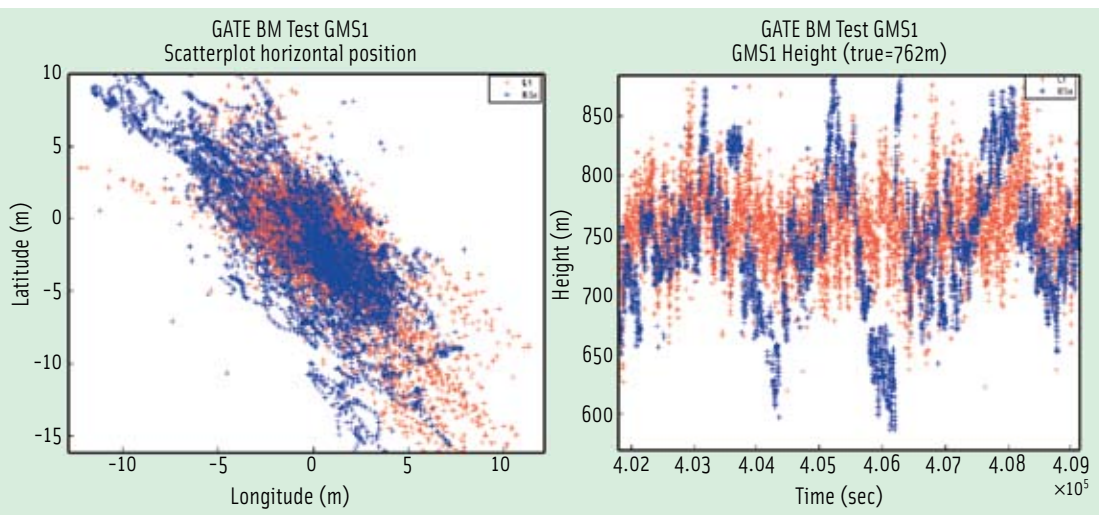 GATE BM Test GMS1
Scatterplot horizontal position
10
5
0
-5
-10
-15
Latitude (m)
-10 -5 0 5 10
Longitude (m)
GATE BM Test GMS1
GMS1 Height (true=762m)
850
800
750
700
650
600
Height (m)
4.02 4.03 4.04 4.05 4.06 4.07 4.08 4.09
×10⁵
Time (sec)